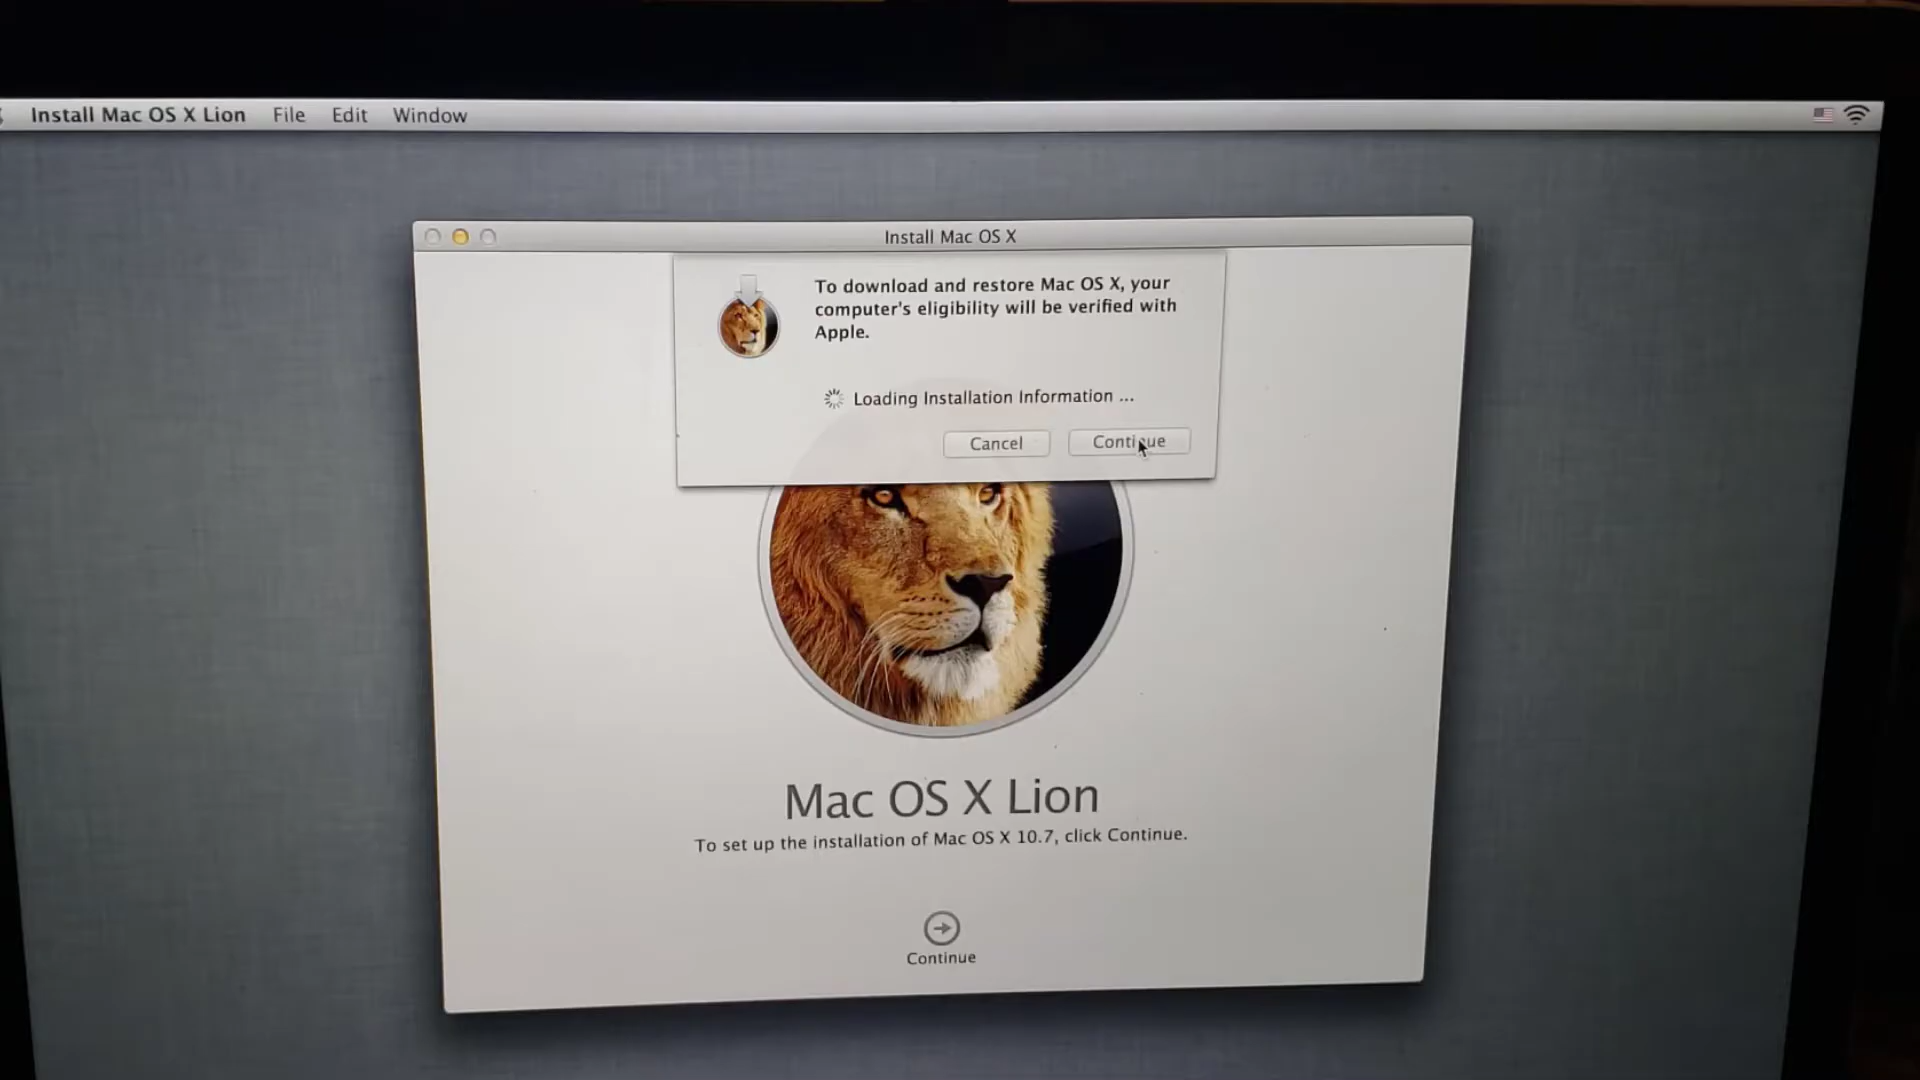 Install Mac OS X Lion File Edit Window
Install Mac OS X
To download and restore Mac OS X, your
computer's eligibility will be verified with
Apple.
Loading Installation Information ...
Cancel Continue
Mac OS X Lion
To set up the installation of Mac OS X 10.7, click Continue.
Continue